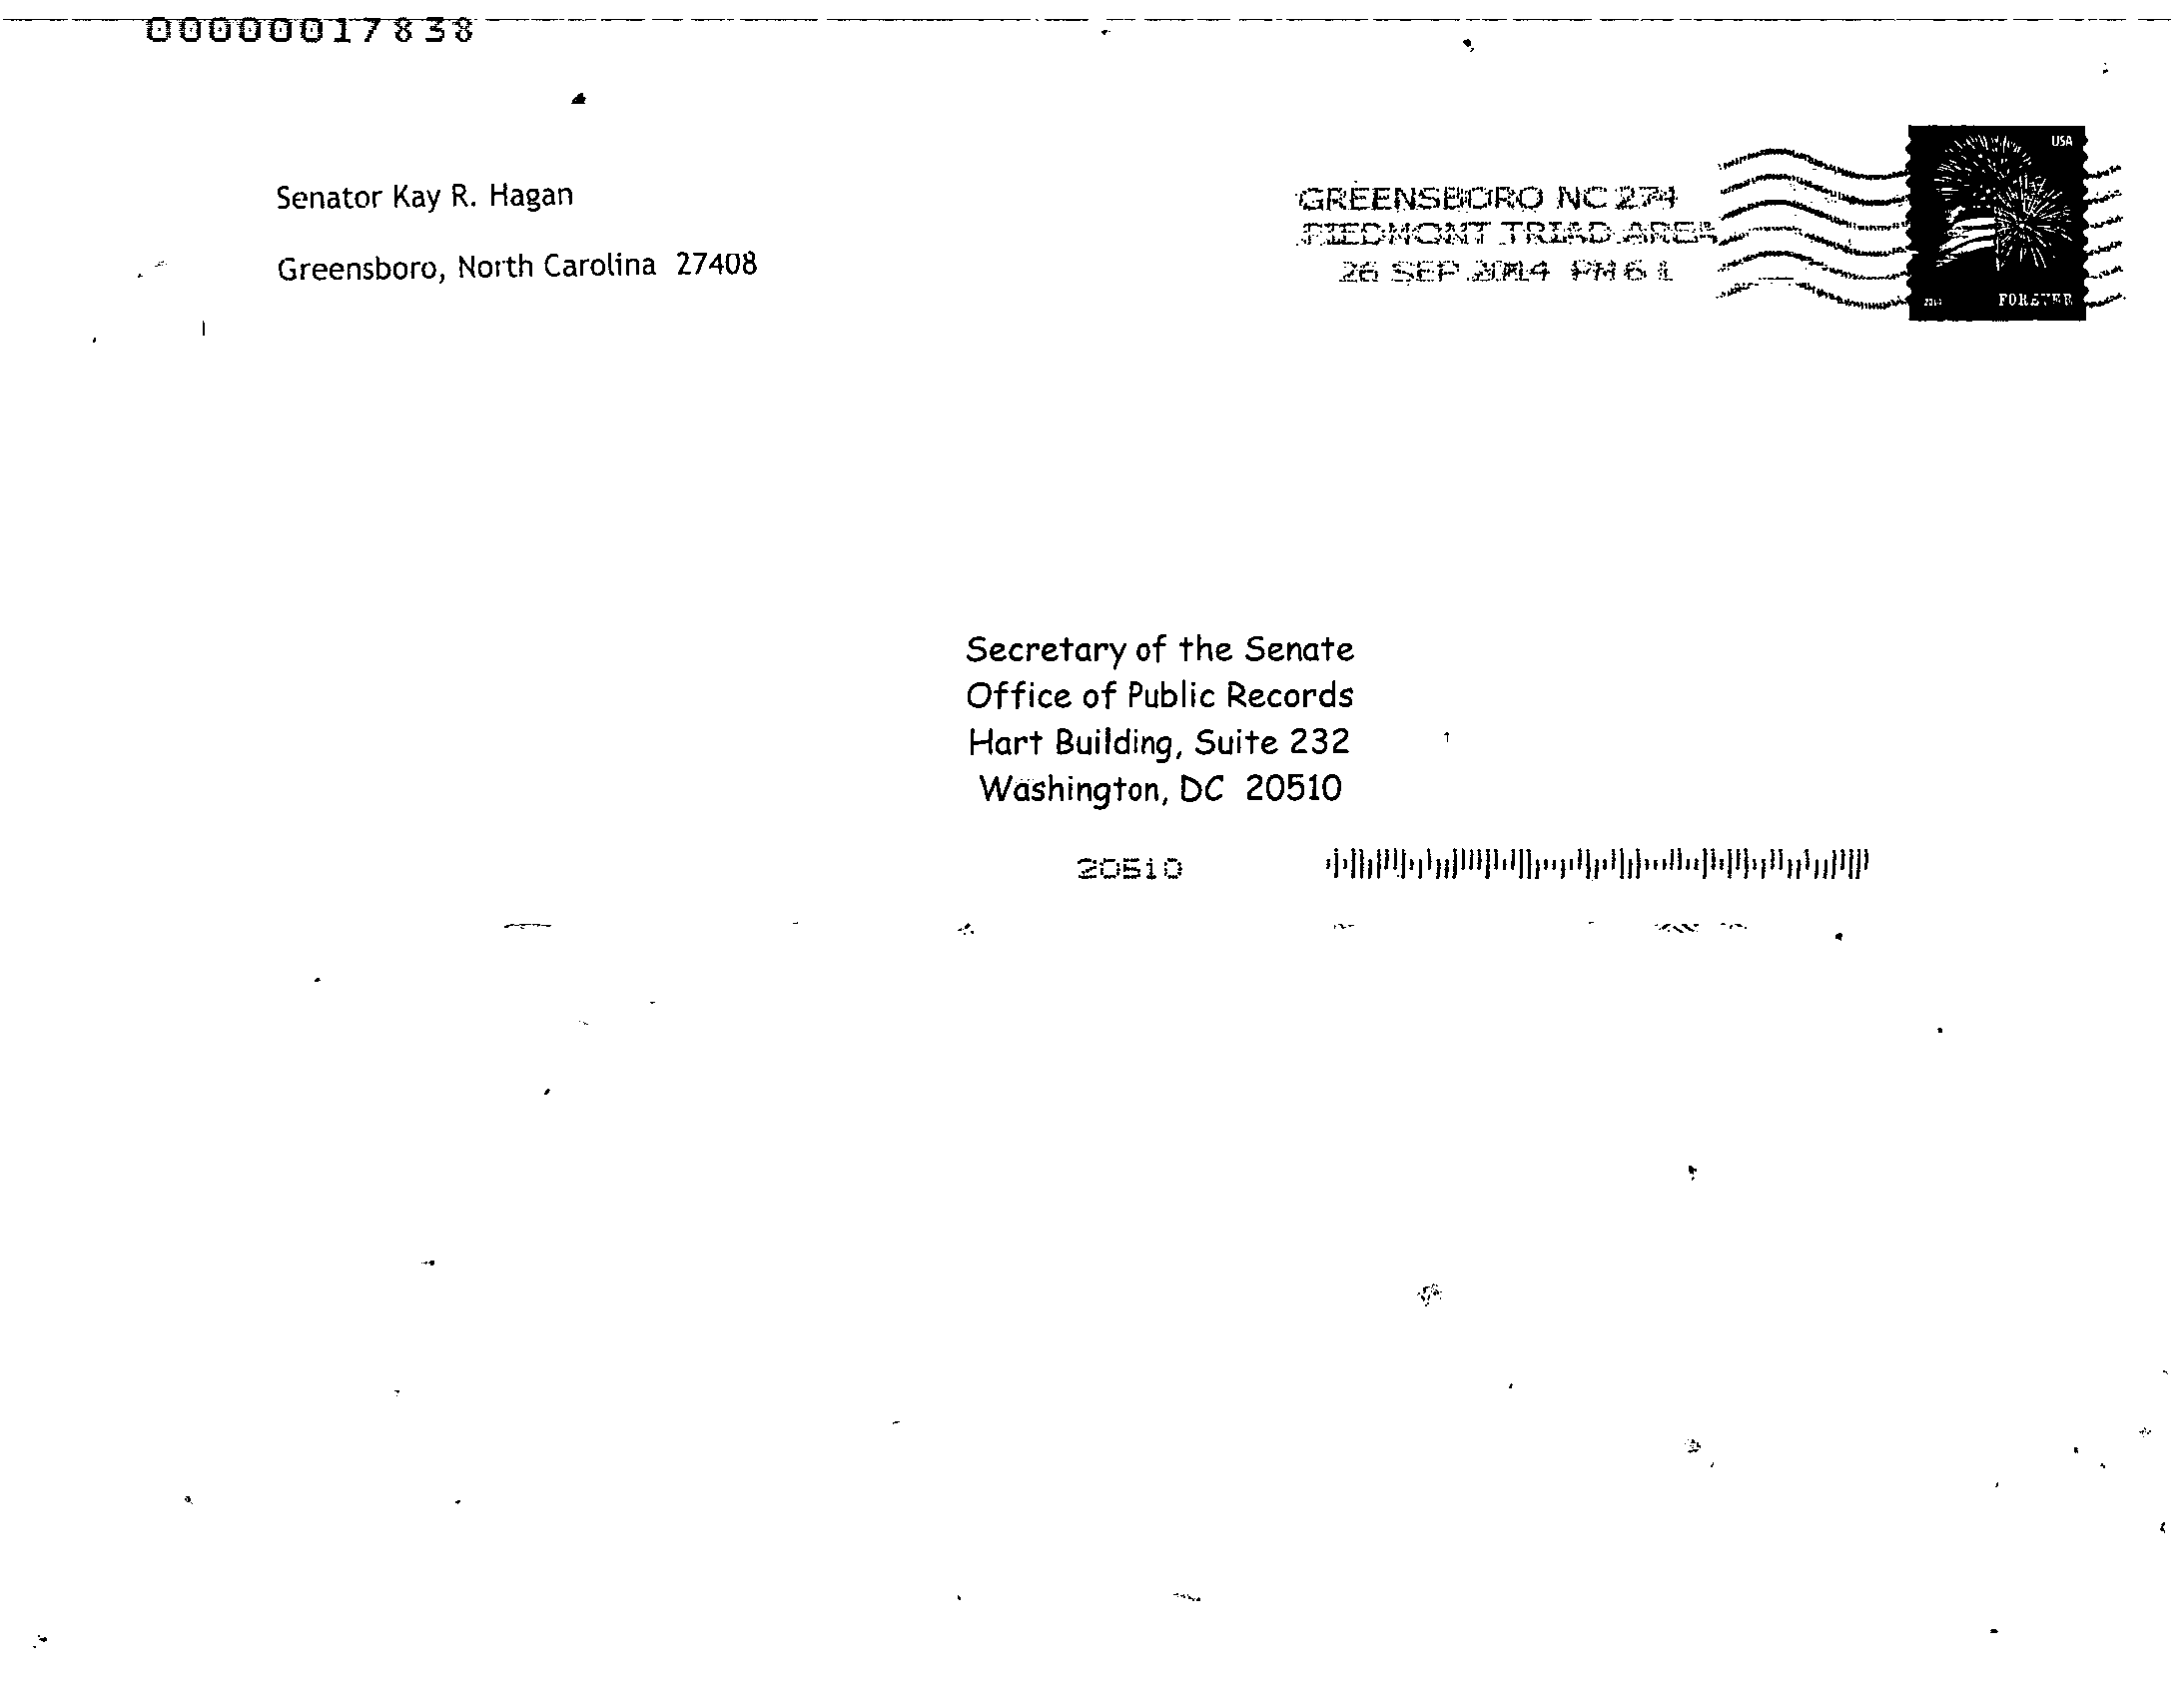 00000017838
Senator Kay R. Hagan
Greensboro, North Carolina 27408
GREENSBORO NC 274
PIEDMONT TRIAD AREA
26 SEP 2014 PM 6 L
USA
FOREVER
Secretary of the Senate
Office of Public Records
Hart Building, Suite 232
Washington, DC 20510
20510